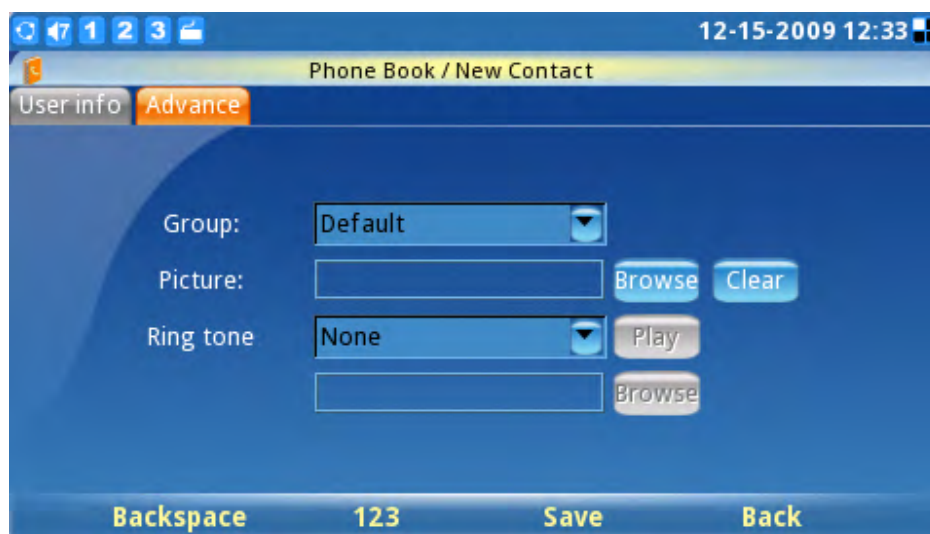 7 1 2 3 12-15-2009 12:33
Phone Book / New Contact
User info Advance
Group: Default
Picture: Browse Clear
Ring tone None Play
Browse
Backspace 123 Save Back